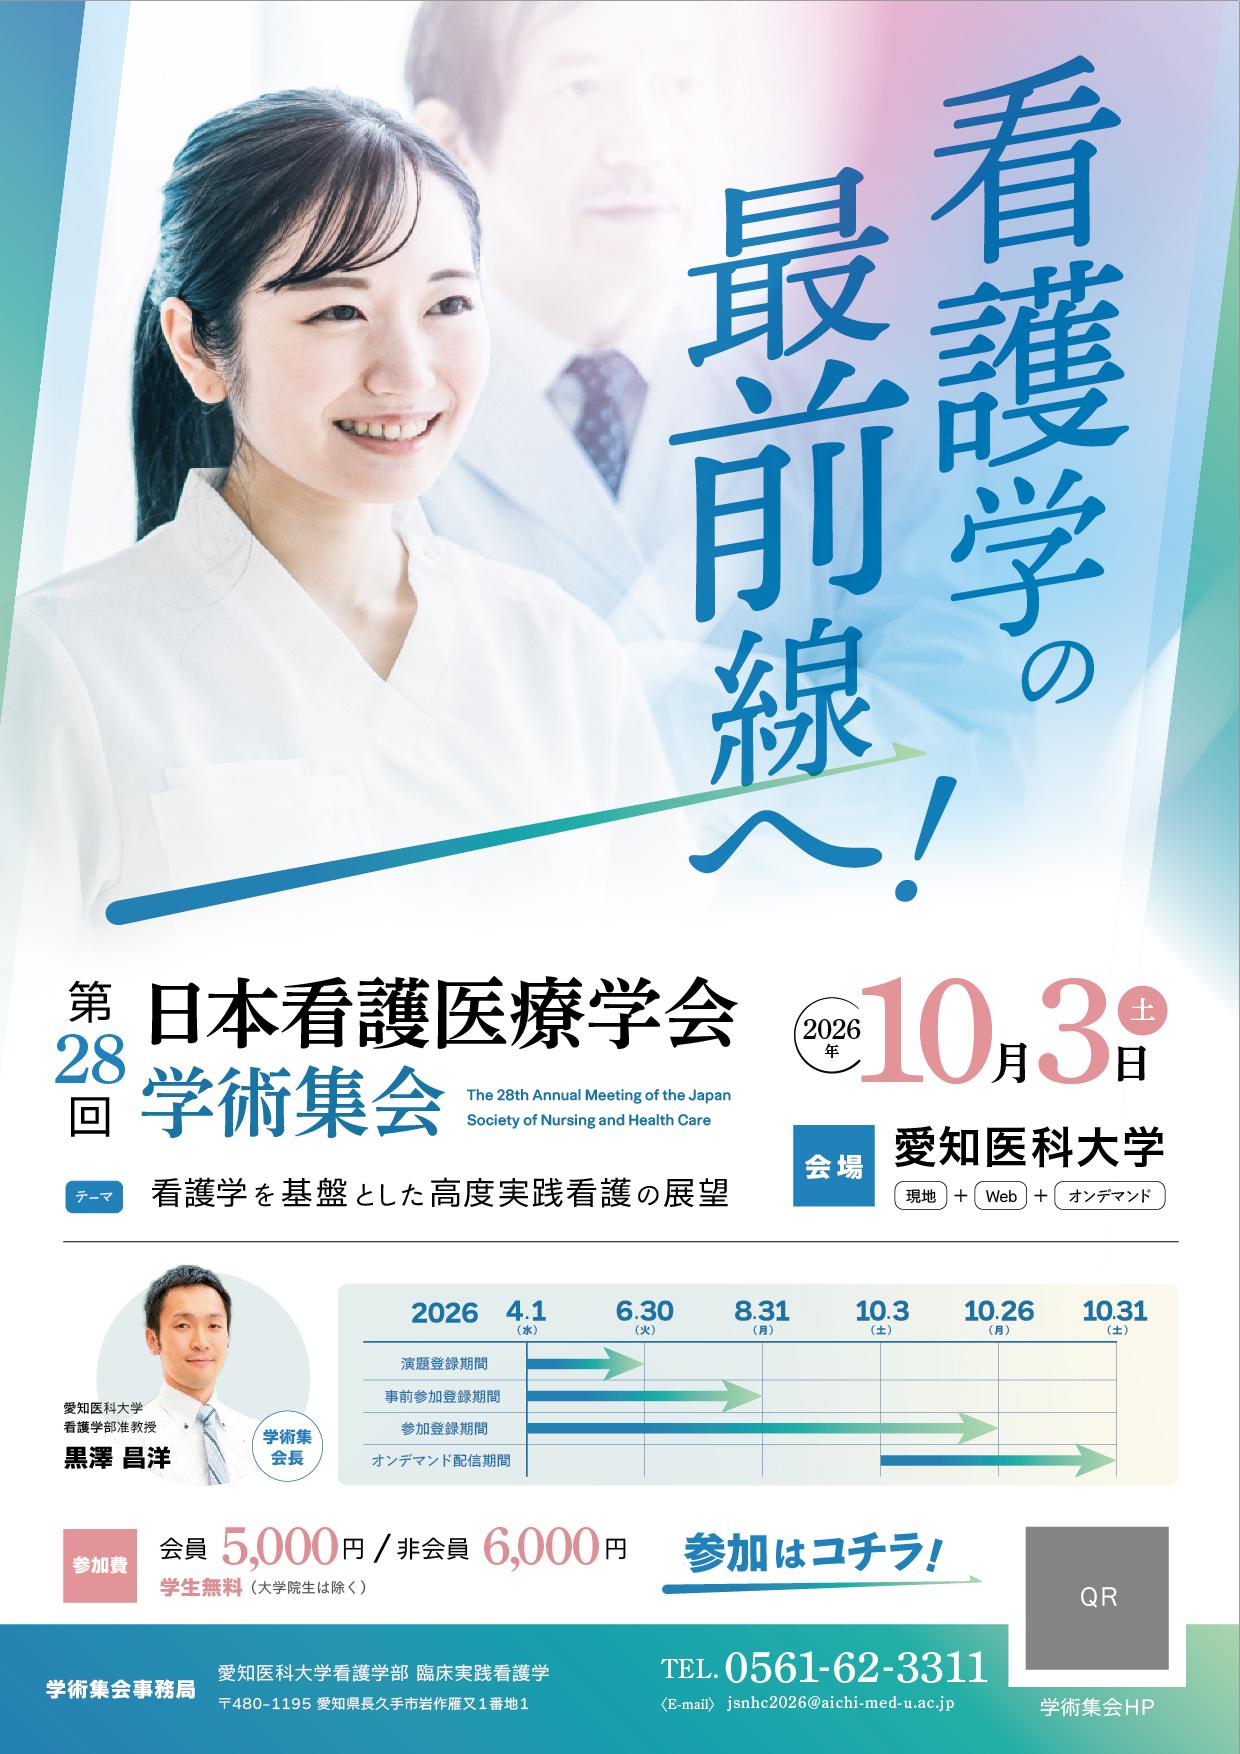 看護学の
最前線へ!
第28回
日本看護医療学会
学術集会
The 28th Annual Meeting of the Japan
Society of Nursing and Health Care
テーマ
看護学を基盤とした高度実践看護の展望
2026年
10月3日
土
会場
愛知医科大学
現地 + Web + オンデマンド
愛知医科大学
看護学部准教授
黒澤 昌洋
学術集
会長
2026 4.1 6.30 8.31 10.3 10.26 10.31
(水) (火) (月) (土) (月) (土)
演題登録期間
事前参加登録期間
参加登録期間
オンデマンド配信期間
参加費
会員 5,000円 / 非会員 6,000円
学生無料(大学院生は除く)
参加はコチラ!
QR
学術集会HP
学術集会事務局
愛知医科大学看護学部 臨床実践看護学
〒480-1195 愛知県長久手市岩作雁又1番地1
TEL. 0561-62-3311
〈E-mail〉 jsnhc2026@aichi-med-u.ac.jp